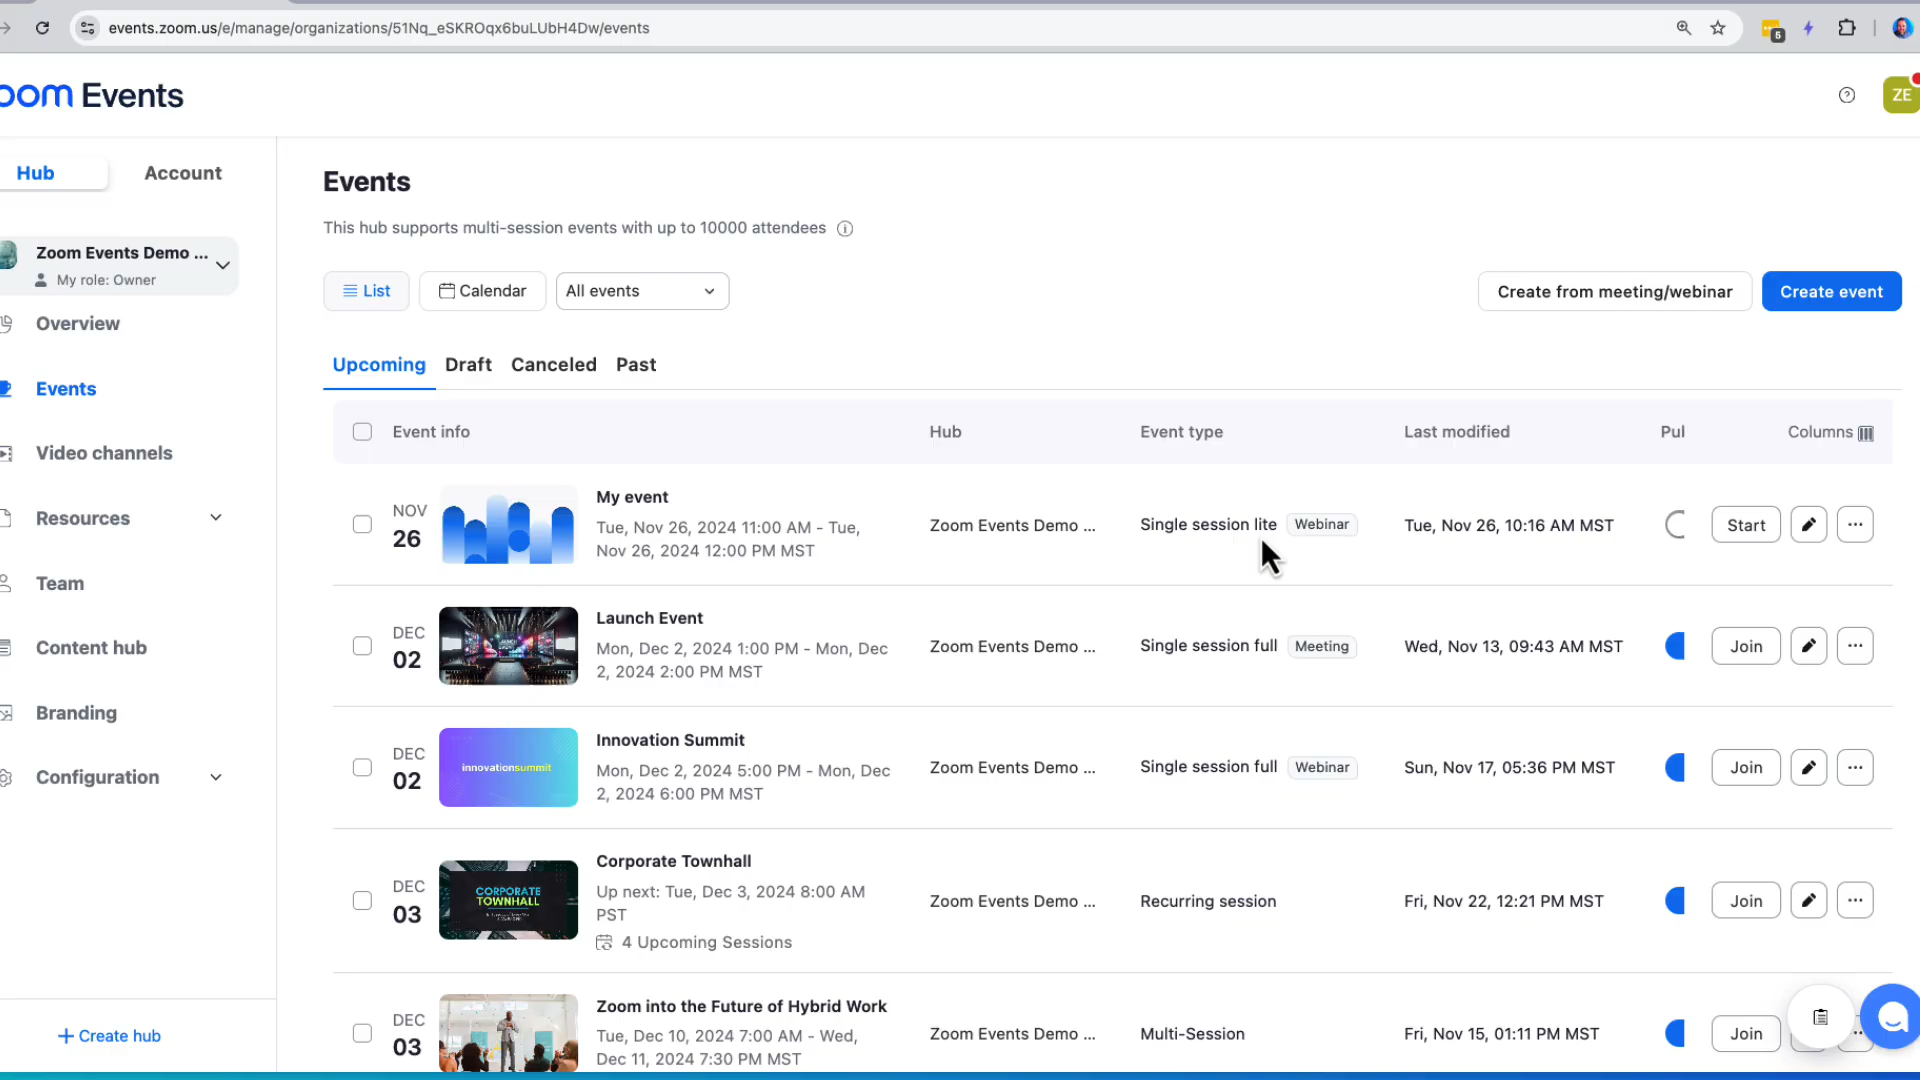 events.zoom.us/e/manage/organizations/51Nq_eSKROqx6buLUbH4Dw/events
5
oom Events
ZE
Hub
Account
Zoom Events Demo ...
My role: Owner
Overview
Events
Video channels
Resources
Team
Content hub
Branding
Configuration
Create hub
Events
This hub supports multi-session events with up to 10000 attendees
List
Calendar
All events
Create from meeting/webinar
Create event
Upcoming
Draft
Canceled
Past
Event info
Hub
Event type
Last modified
Pul
Columns
NOV
26
My event
Tue, Nov 26, 2024 11:00 AM - Tue,
Nov 26, 2024 12:00 PM MST
Zoom Events Demo ...
Single session lite
Webinar
Tue, Nov 26, 10:16 AM MST
Start
DEC
02
LAUNCH
Launch Event
Mon, Dec 2, 2024 1:00 PM - Mon, Dec
2, 2024 2:00 PM MST
Zoom Events Demo ...
Single session full
Meeting
Wed, Nov 13, 09:43 AM MST
Join
DEC
02
innovationsummit
Innovation Summit
Mon, Dec 2, 2024 5:00 PM - Mon, Dec
2, 2024 6:00 PM MST
Zoom Events Demo ...
Single session full
Webinar
Sun, Nov 17, 05:36 PM MST
Join
DEC
03
CORPORATE
TOWNHALL
Corporate Townhall
Up next: Tue, Dec 3, 2024 8:00 AM
PST
4 Upcoming Sessions
Zoom Events Demo ...
Recurring session
Fri, Nov 22, 12:21 PM MST
Join
DEC
03
Zoom into the Future of Hybrid Work
Tue, Dec 10, 2024 7:00 AM - Wed,
Dec 11, 2024 7:30 PM MST
Zoom Events Demo ...
Multi-Session
Fri, Nov 15, 01:11 PM MST
Join